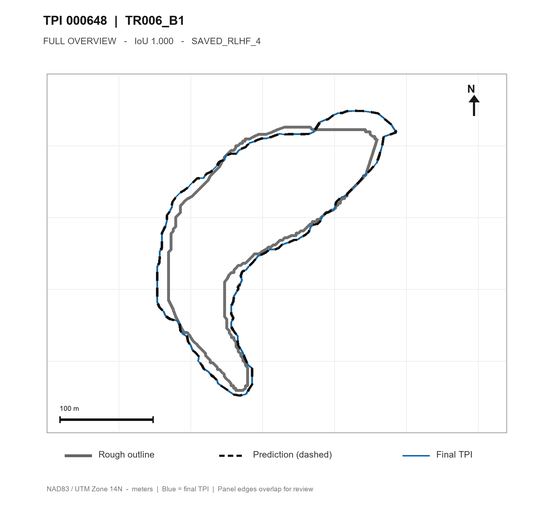 TPI 000648 | TR006_B1
FULL OVERVIEW - IoU 1.000 - SAVED_RLHF_4
N
100 m
Rough outline
Prediction (dashed)
Final TPI
NAD83 / UTM Zone 14N - meters | Blue = final TPI | Panel edges overlap for review